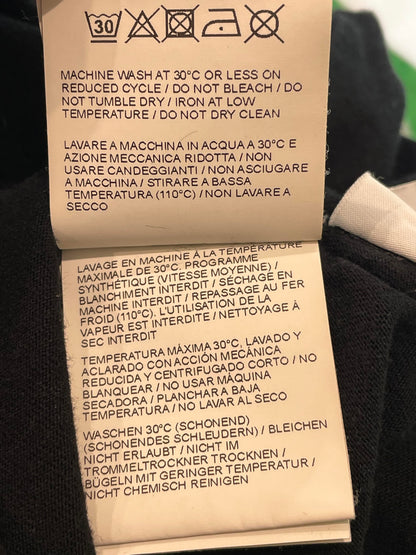 30
MACHINE WASH AT 30°C OR LESS ON
REDUCED CYCLE / DO NOT BLEACH / DO
NOT TUMBLE DRY / IRON AT LOW
TEMPERATURE / DO NOT DRY CLEAN
LAVARE A MACCHINA IN ACQUA A 30°C E
AZIONE MECCANICA RIDOTTA / NON
USARE CANDEGGIANTI / NON ASCIUGARE
A MACCHINA / STIRARE A BASSA
TEMPERATURA (110°C) / NON LAVARE A
SECCO
LAVAGE EN MACHINE À LA TEMPÉRATURE
MAXIMALE DE 30°C. PROGRAMME
SYNTHÉTIQUE (VITESSE MOYENNE) /
BLANCHIMENT INTERDIT / SÉCHAGE EN
MACHINE INTERDIT / REPASSAGE AU FER
FROID (110°C), L'UTILISATION DE LA
VAPEUR EST INTERDITE / NETTOYAGE À
SEC INTERDIT
TEMPERATURA MÀXIMA 30°C, LAVADO Y
ACLARADO CON ACCIÓN MECÀNICA
REDUCIDA Y CENTRIFUGADO CORTO / NO
BLANQUEAR / NO USAR MÀQUINA
SECADORA / PLANCHAR A BAJA
TEMPERATURA / NO LAVAR AL SECO
WASCHEN 30°C (SCHONEND)
(SCHONENDES SCHLEUDERN) / BLEICHEN
NICHT ERLAUBT / NICHT IM
TROMMELTROCKNER TROCKNEN /
BÜGELN MIT GERINGER TEMPERATUR /
NICHT CHEMISCH REINIGEN